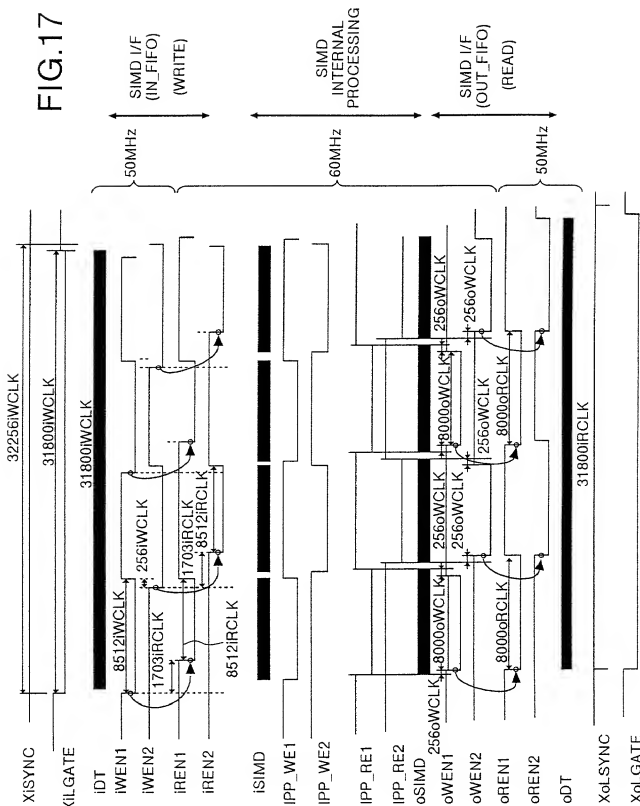 FIG.17
SIMD I/F
(IN_FIFO)
(WRITE)
SIMD
INTERNAL
PROCESSING
SIMD I/F
(OUT_FIFO)
(READ)
50MHz
60MHz
50MHz
XiSYNC
32256iWCLK
XiLGATE
31800iWCLK
iDT
31800iWCLK
iWEN1
8512iWCLK
iWEN2
256iWCLK
iREN1
1703iRCLK
1703iRCLK
iREN2
8512iRCLK
8512iRCLK
iSIMD
IPP_WE1
IPP_WE2
IPP_RE1
IPP_RE2
oSIMD
256oWCLK
oWEN1
8000oWCLK
256oWCLK
8000oWCLK
256oWCLK
oWEN2
256oWCLK
256oWCLK
256oWCLK
oREN1
8000oRCLK
8000oRCLK
oREN2
oDT
31800iRCLK
XoLSYNC
XoLGATE